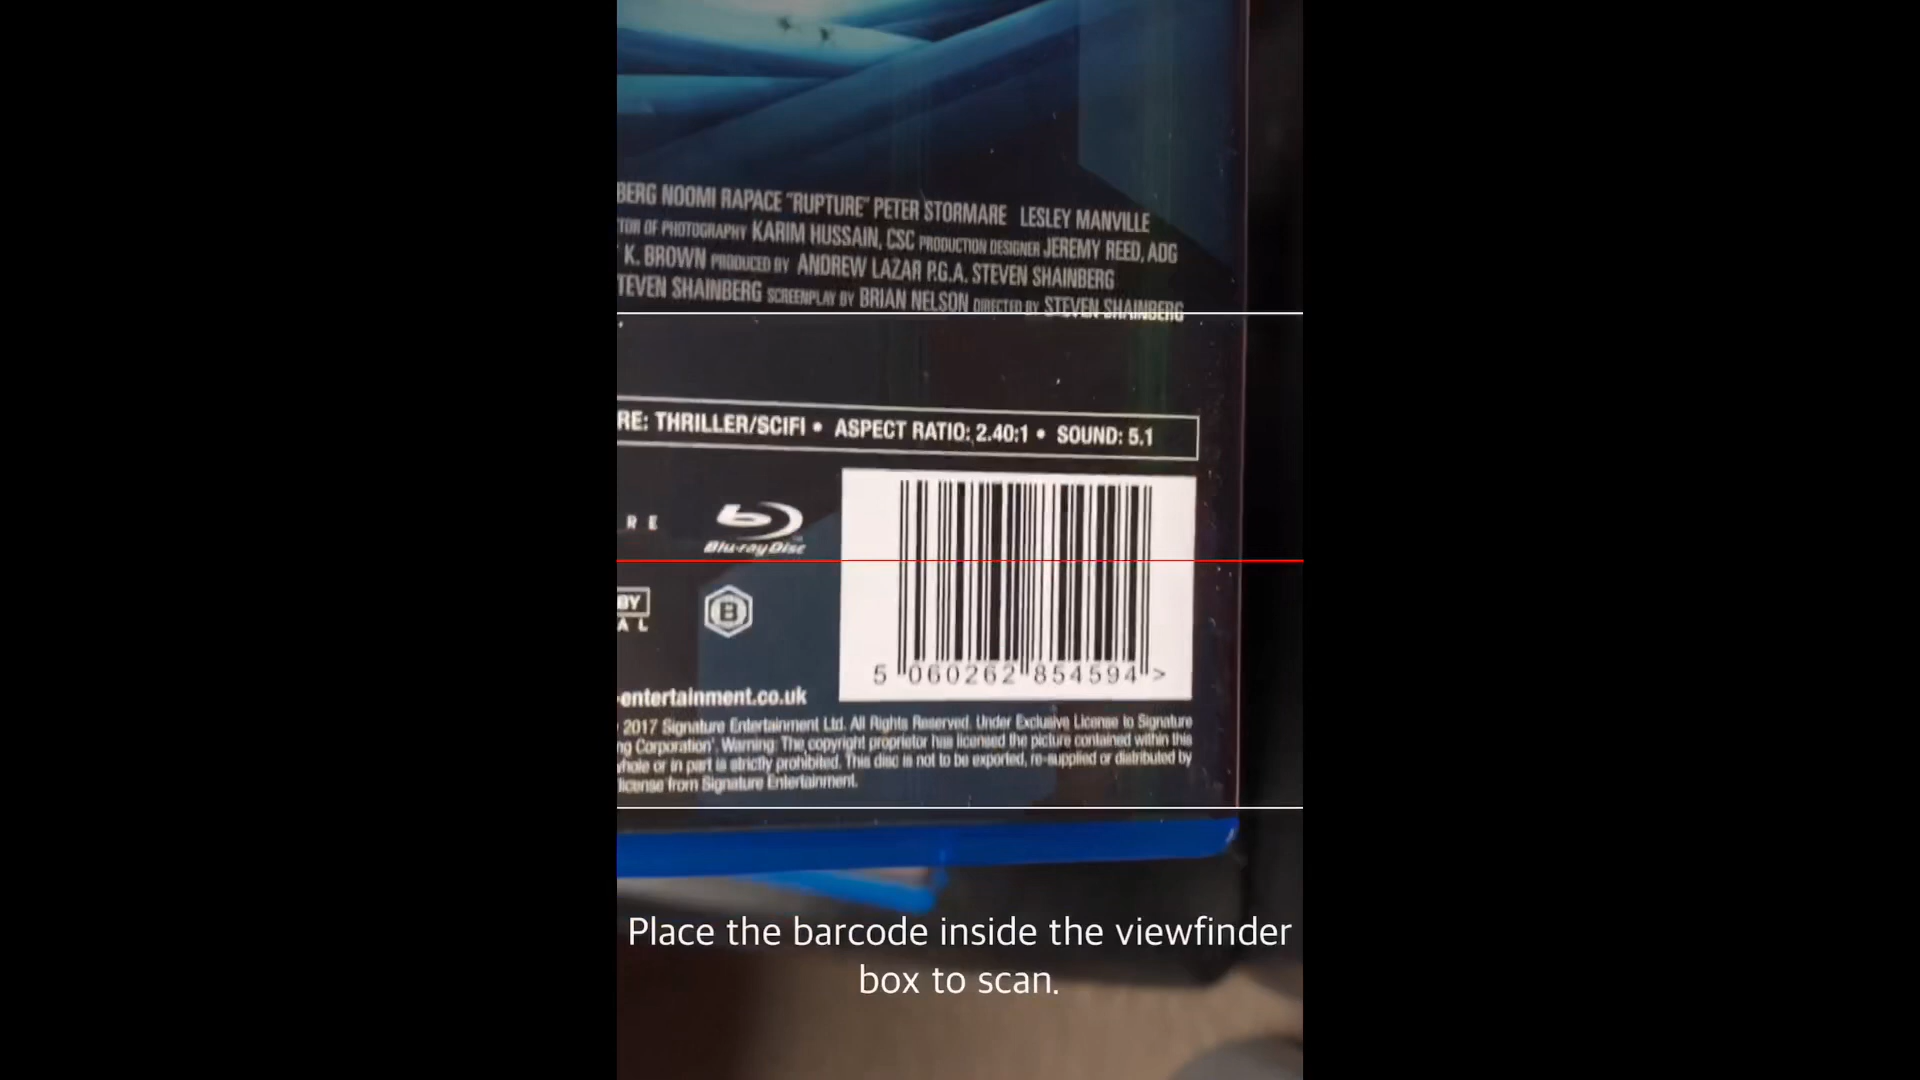 BERG NOOMI RAPACE "RUPTURE" PETER STORMARE LESLEY MANVILLE
TOR OF PHOTOGRAPHY KARIM HUSSAIN, CSC PRODUCTION DESIGNER JEREMY REED, ADG
K. BROWN PRODUCED BY ANDREW LAZAR P.G.A. STEVEN SHAINBERG
TEVEN SHAINBERG SCREENPLAY BY BRIAN NELSON DIRECTED BY STEVEN SHAINBERG
RE: THRILLER/SCIFI • ASPECT RATIO: 2.40:1 • SOUND: 5.1
R E
Blu-ray Disc
BY
A L
B
5 060262 854594 >
-entertainment.co.uk
2017 Signature Entertainment Ltd. All Rights Reserved. Under Exclusive License to Signature
ng Corporation'. Warning: The copyright proprietor has licensed the picture contained within this
whole or in part is strictly prohibited. This disc is not to be exported, re-supplied or distributed by
license from Signature Entertainment.
Place the barcode inside the viewfinder
box to scan.